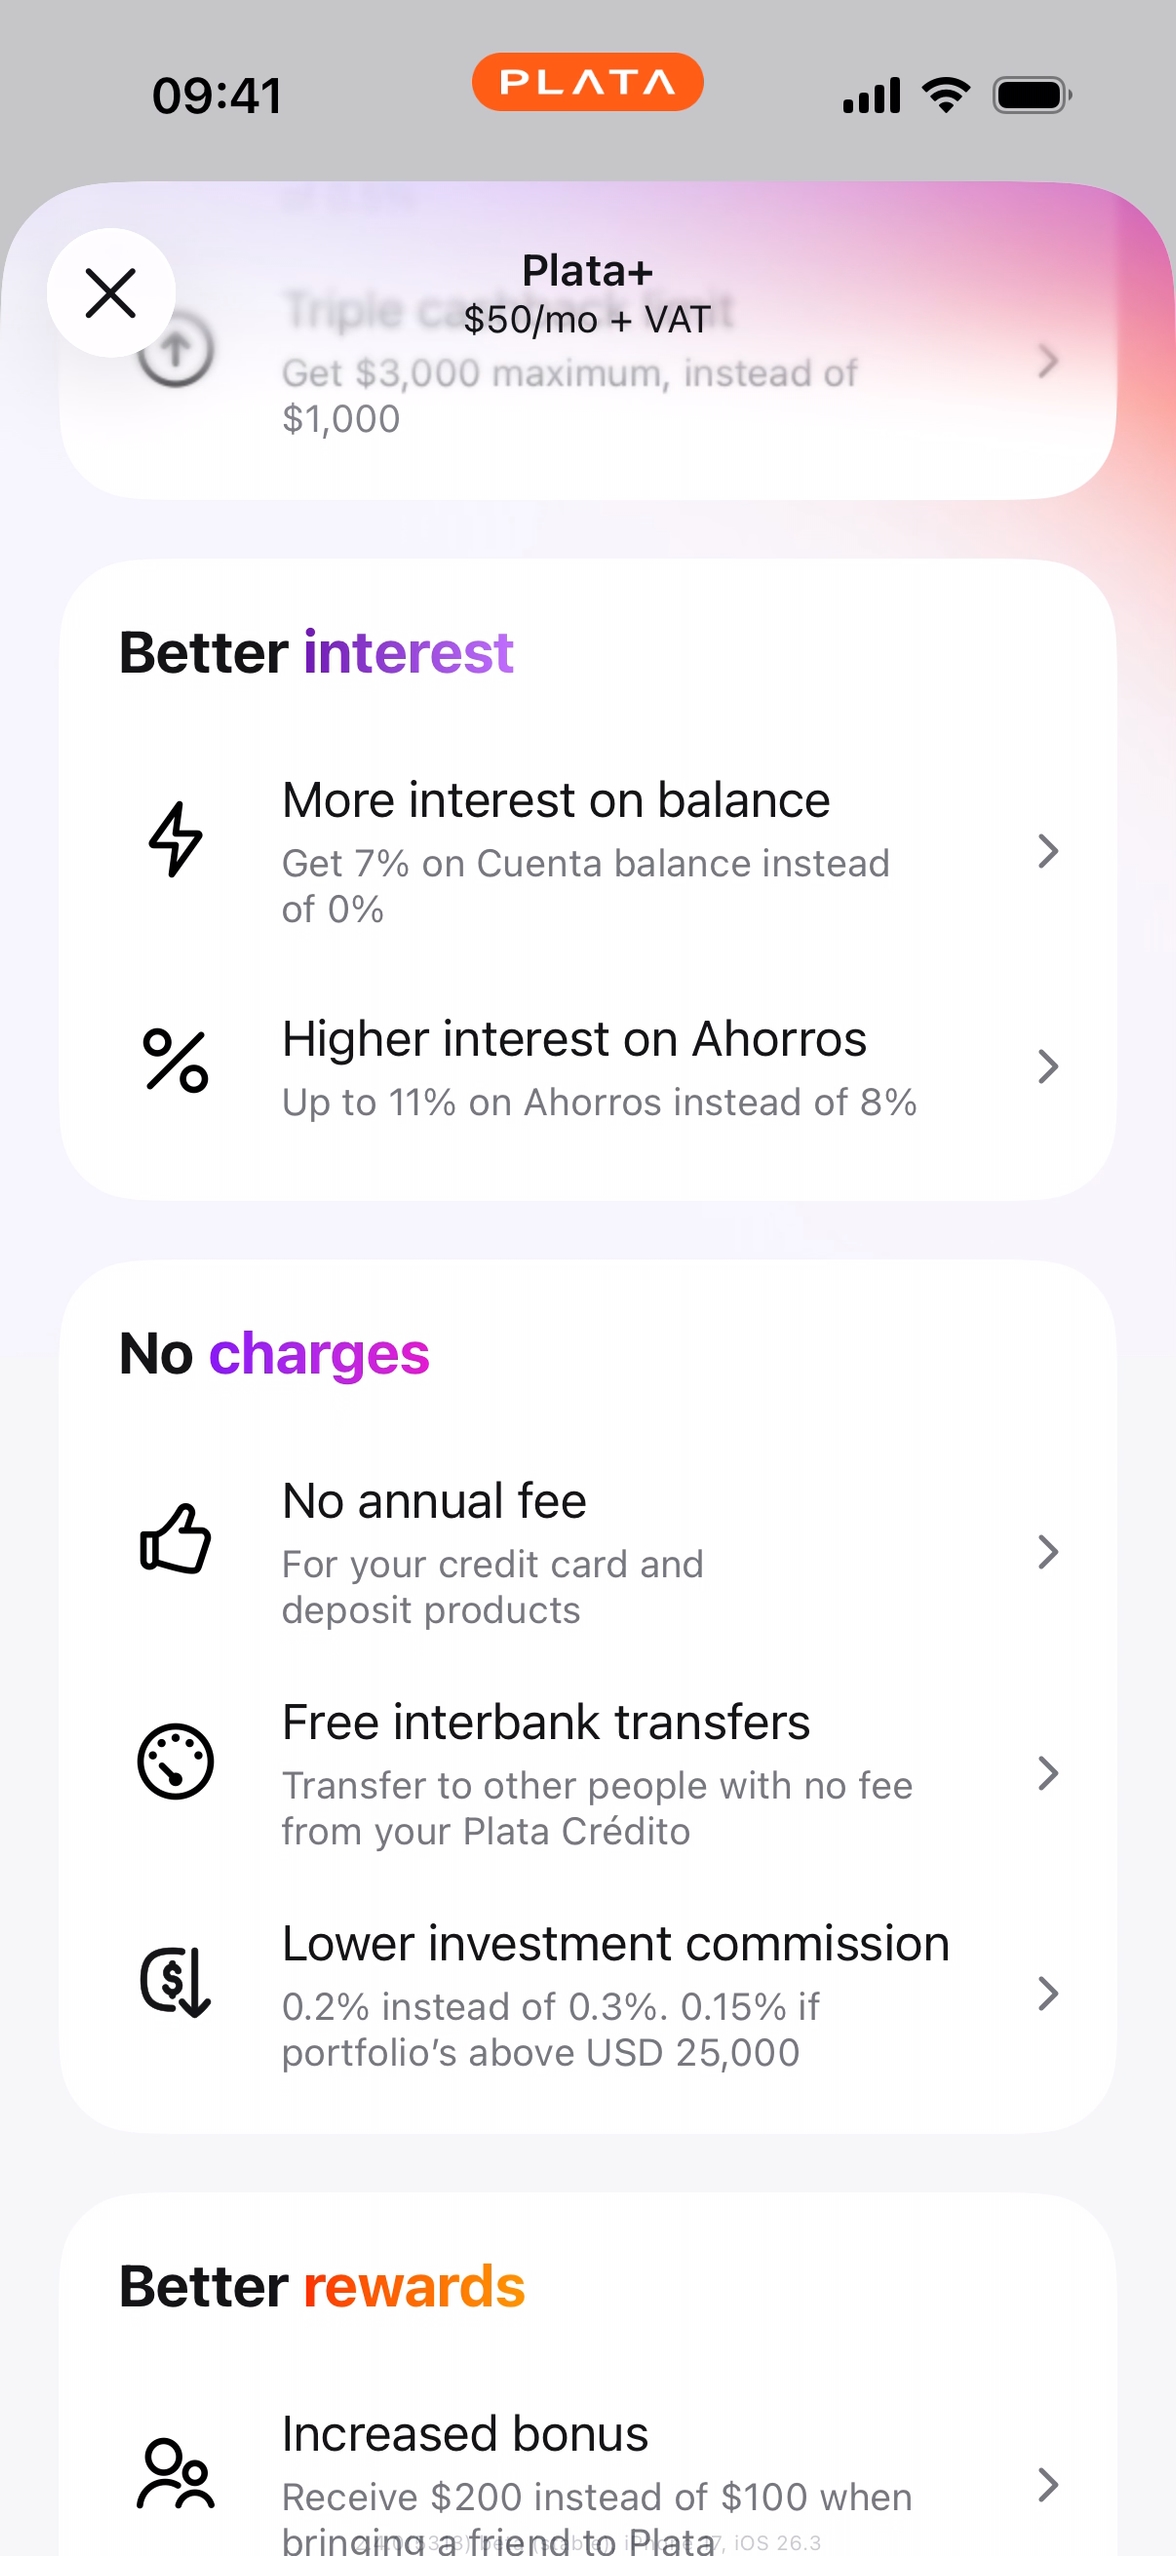 09:41
PLATA
Plata+
$50/mo + VAT
Triple cashback limit
Get $3,000 maximum, instead of
$1,000
Better interest
More interest on balance
Get 7% on Cuenta balance instead
of 0%
Higher interest on Ahorros
Up to 11% on Ahorros instead of 8%
No charges
No annual fee
For your credit card and
deposit products
Free interbank transfers
Transfer to other people with no fee
from your Plata Crédito
Lower investment commission
0.2% instead of 0.3%. 0.15% if
portfolio’s above USD 25,000
Better rewards
Increased bonus
Receive $200 instead of $100 when
bringing a friend to Plata
iPhone 17, iOS 26.3